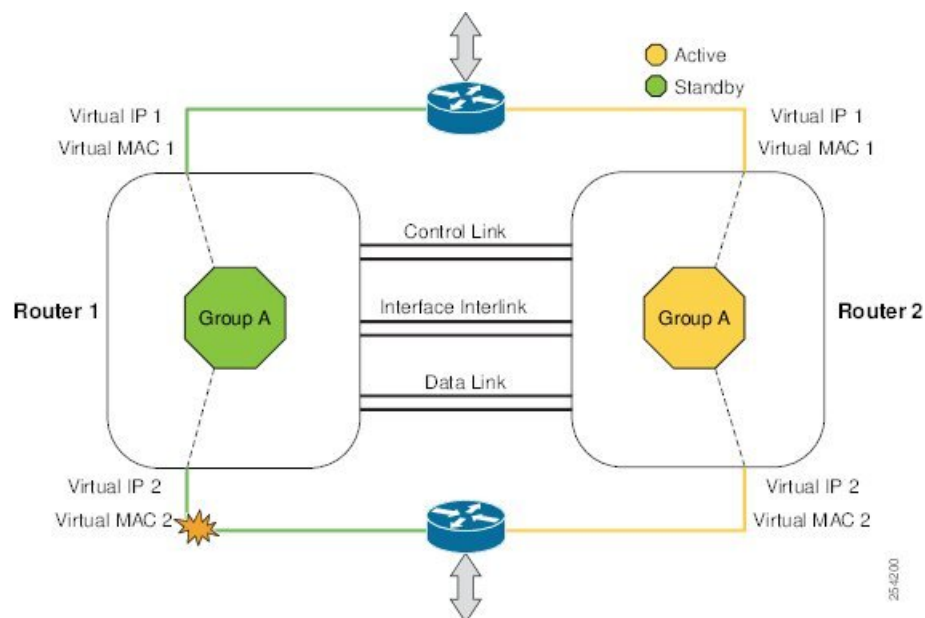 Active
Standby
Virtual IP 1
Virtual MAC 1
Virtual IP 1
Virtual MAC 1
Control Link
Router 1
Group A
Interface Interlink
Group A
Router 2
Data Link
Virtual IP 2
Virtual MAC 2
Virtual IP 2
Virtual MAC 2
254200